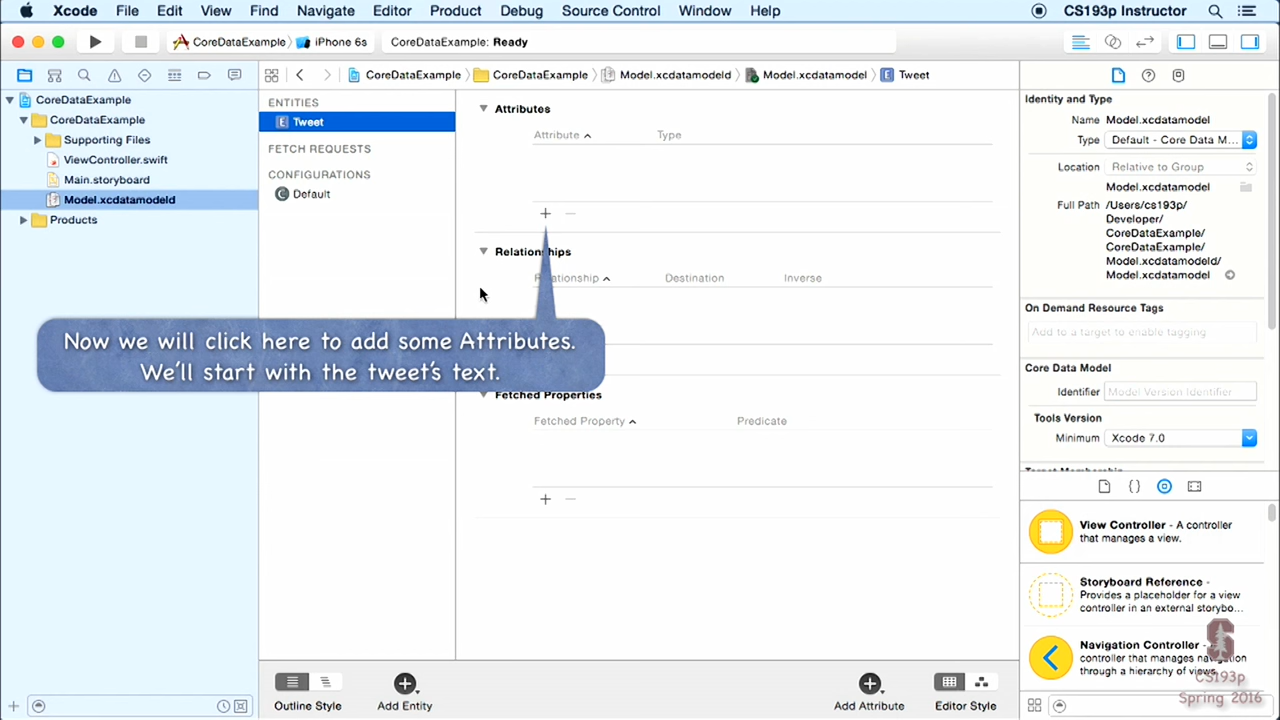 Xcode File Edit View Find Navigate Editor Product Debug Source Control Window Help CS193p Instructor
CoreDataExample iPhone 6s CoreDataExample: Ready
CoreDataExample CoreDataExample Model.xcdatamodeld Model.xcdatamodel E Tweet
CoreDataExample
CoreDataExample
Supporting Files
ViewController.swift
Main.storyboard
Model.xcdatamodeld
Products
ENTITIES
E Tweet
FETCH REQUESTS
CONFIGURATIONS
C Default
Attributes
Attribute Type
Relationships
Relationship Destination Inverse
Now we will click here to add some Attributes.
We'll start with the tweet's text.
Fetched Properties
Fetched Property Predicate
Outline Style Add Entity Add Attribute Editor Style
Identity and Type
Name Model.xcdatamodel
Type Default - Core Data M...
Location Relative to Group
Model.xcdatamodel
Full Path /Users/cs193p/
Developer/
CoreDataExample/
CoreDataExample/
Model.xcdatamodeld/
Model.xcdatamodel
On Demand Resource Tags
Add to a target to enable tagging
Core Data Model
Identifier Model Version Identifier
Tools Version
Minimum Xcode 7.0
Target Membership
View Controller - A controller
that manages a view.
Storyboard Reference -
Provides a placeholder for a view
controller in an external storybo...
Navigation Controller -
controller that manages navigation
through a hierarchy of views.
CS193p
Spring 2016